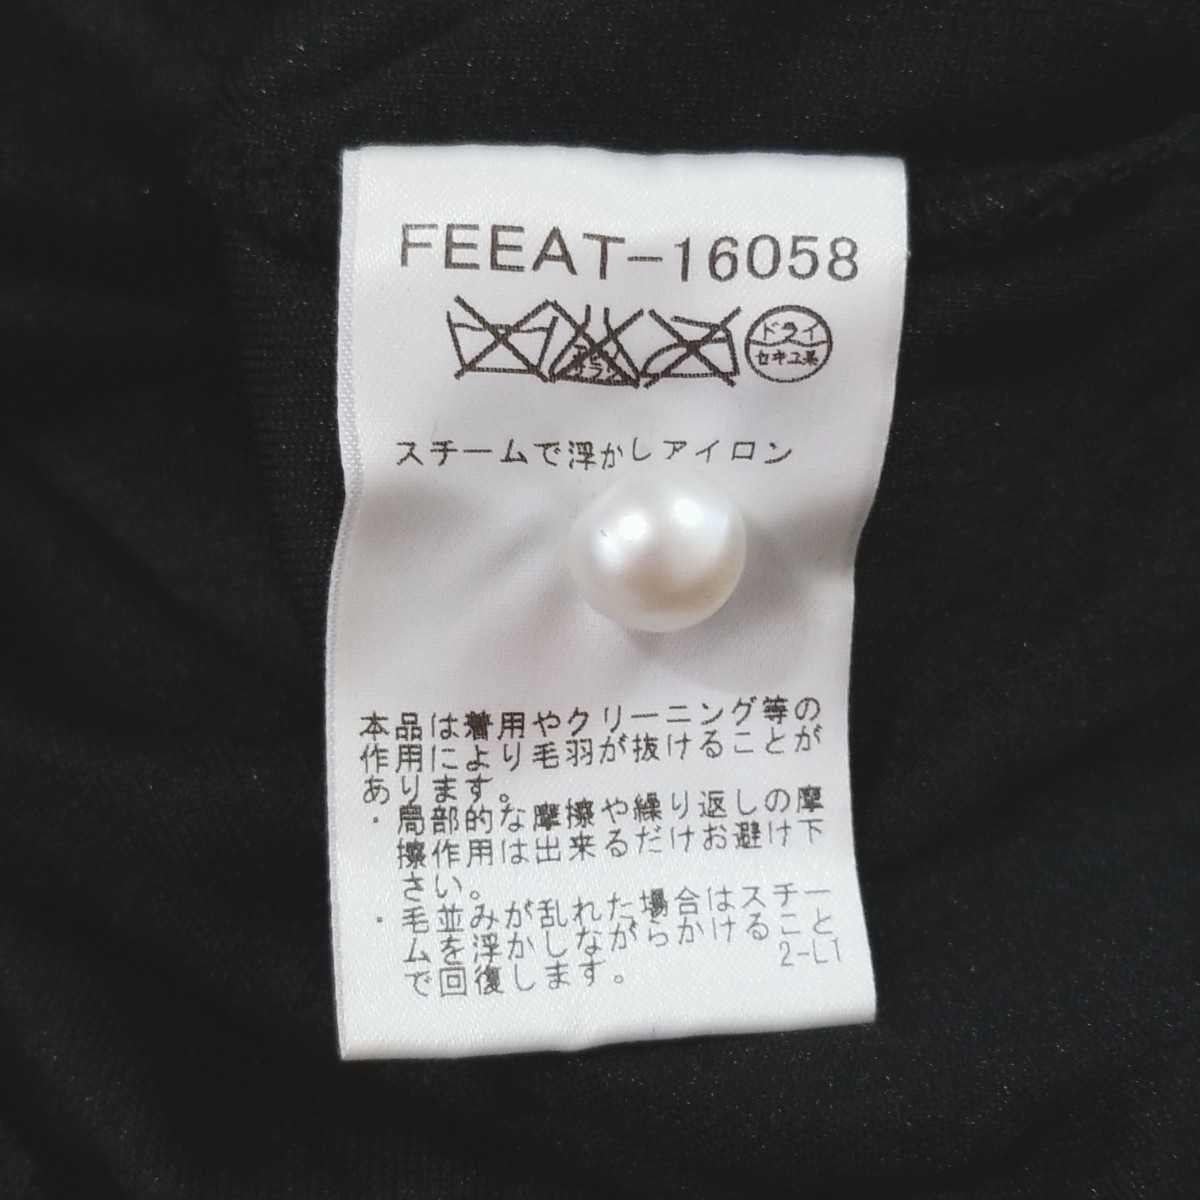 FEEAT-16058
ドライ
セキユ系
スチームで浮かしアイロン
本品は着用やクリーニング等の
作用により毛羽が抜けることが
あります。
・局部的な摩擦や繰り返しの摩
擦作用は出来るだけお避け下
さい。
・毛並みが乱れた場合はスチー
ムを浮かしながらかけること
で回復します。
2-L1